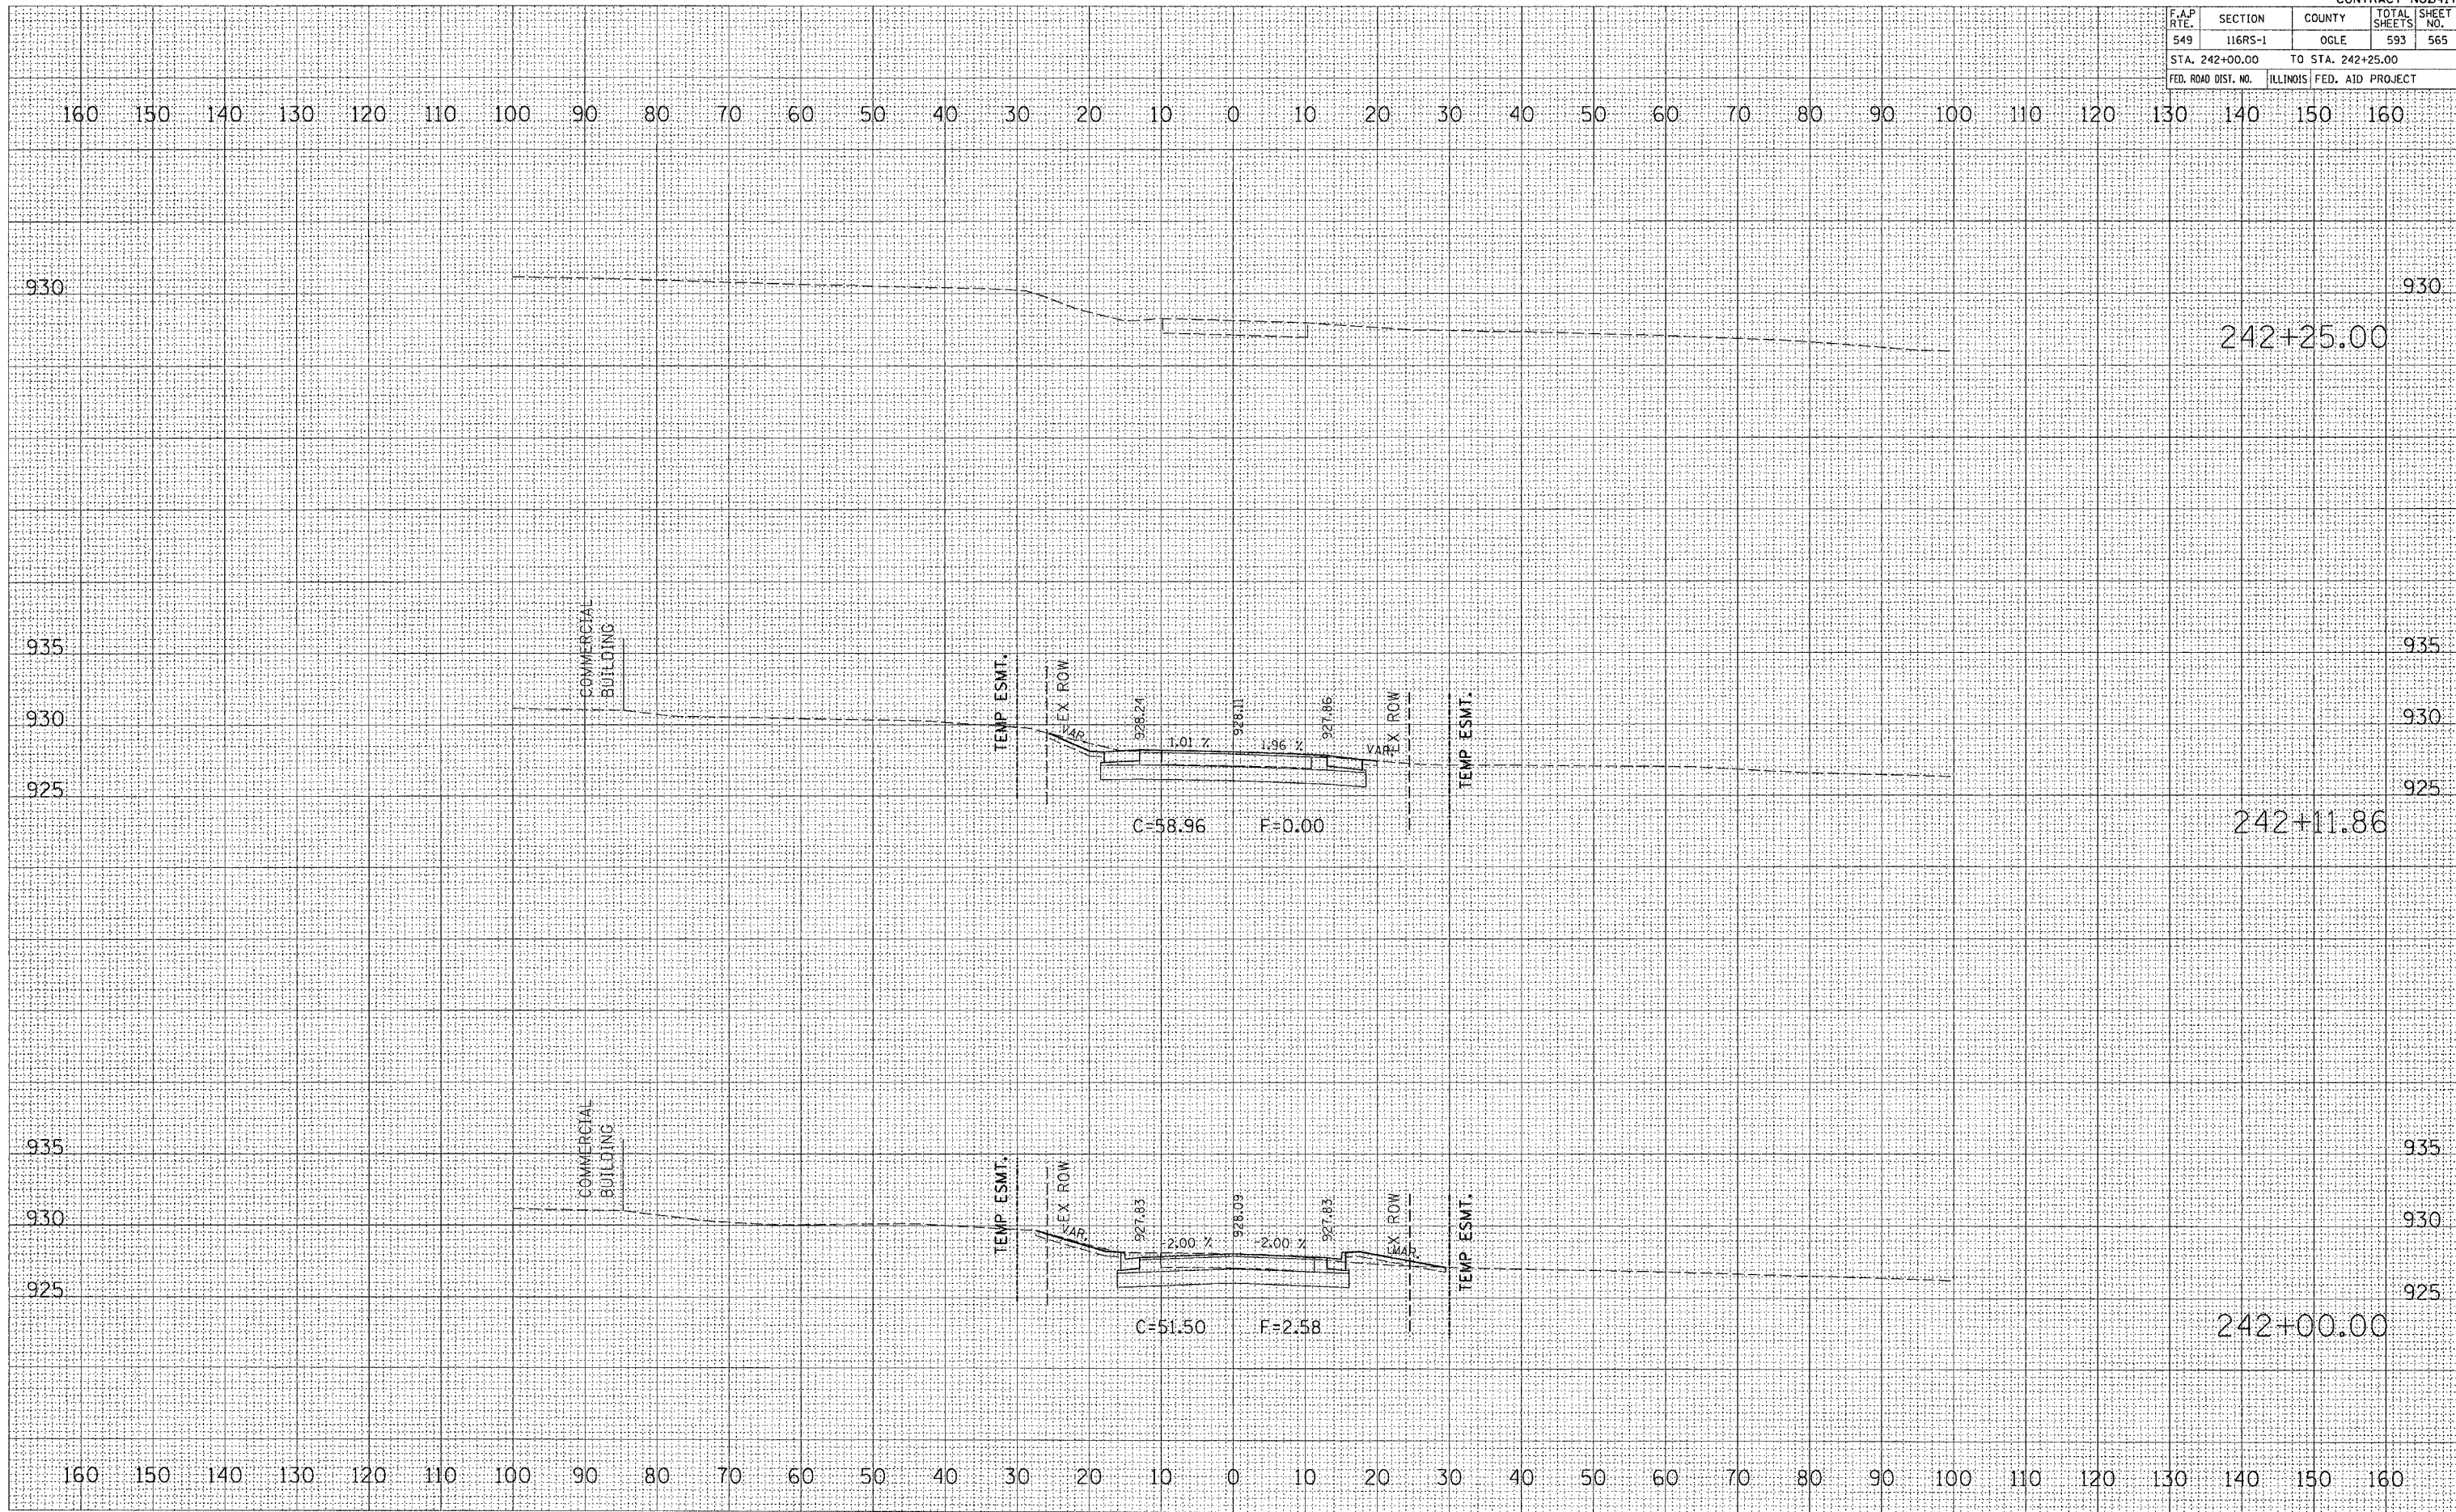 F.A.P RTE. SECTION COUNTY TOTAL SHEETS SHEET NO.
549 116RS-1 OGLE 593 565
STA. 242+00.00 TO STA. 242+25.00
FED. ROAD DIST. NO. ILLINOIS FED. AID PROJECT
160 150 140 130 120 110 100 90 80 70 60 50 40 30 20 10 0 10 20 30 40 50 60 70 80 90 100 110 120 130 140 150 160
930 930
242+25.00
COMMERCIAL
BUILDING
TEMP ESMT.
EX ROW
928.24
928.11
927.86
EX ROW
TEMP ESMT.
935 935
930 930
VAR. 1.01 % 1.96 % VAR.
925 925
C=58.96 F=0.00
242+11.86
COMMERCIAL
BUILDING
TEMP ESMT.
EX ROW
927.83
928.09
927.83
EX ROW
TEMP ESMT.
935 935
930 930
VAR. -2.00 % -2.00 % VAR.
925 925
C=51.50 F=2.58
242+00.00
160 150 140 130 120 110 100 90 80 70 60 50 40 30 20 10 0 10 20 30 40 50 60 70 80 90 100 110 120 130 140 150 160